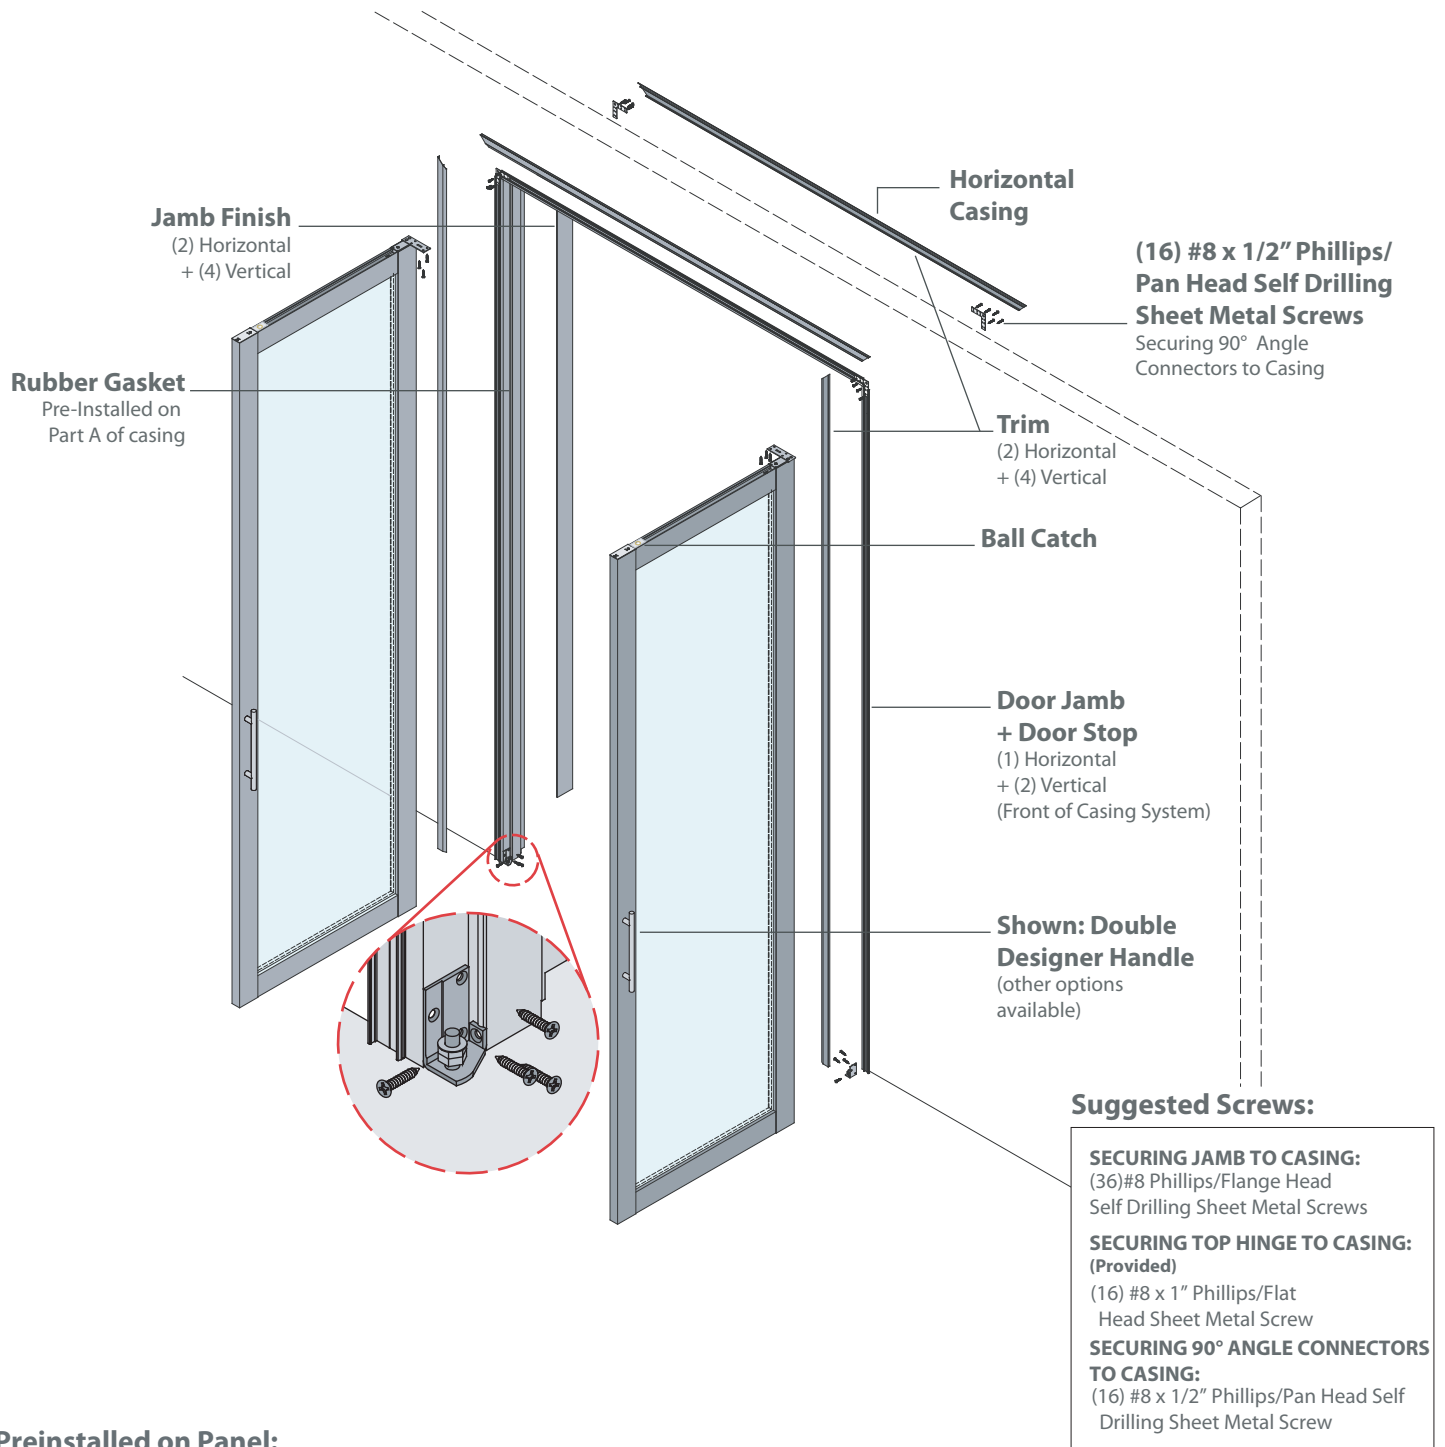 Horizontal
Casing
Jamb Finish
(2) Horizontal
+ (4) Vertical
(16) #8 x 1/2” Phillips/
Pan Head Self Drilling
Sheet Metal Screws
Securing 90° Angle
Connectors to Casing
Rubber Gasket
Pre-Installed on
Part A of casing
Trim
(2) Horizontal
+ (4) Vertical
Ball Catch
Door Jamb
+ Door Stop
(1) Horizontal
+ (2) Vertical
(Front of Casing System)
Shown: Double
Designer Handle
(other options
available)
Suggested Screws:
SECURING JAMB TO CASING:
(36)#8 Phillips/Flange Head
Self Drilling Sheet Metal Screws
SECURING TOP HINGE TO CASING:
(Provided)
(16) #8 x 1” Phillips/Flat
Head Sheet Metal Screw
SECURING 90° ANGLE CONNECTORS
TO CASING:
(16) #8 x 1/2” Phillips/Pan Head Self
Drilling Sheet Metal Screw
Preinstalled on Panel: